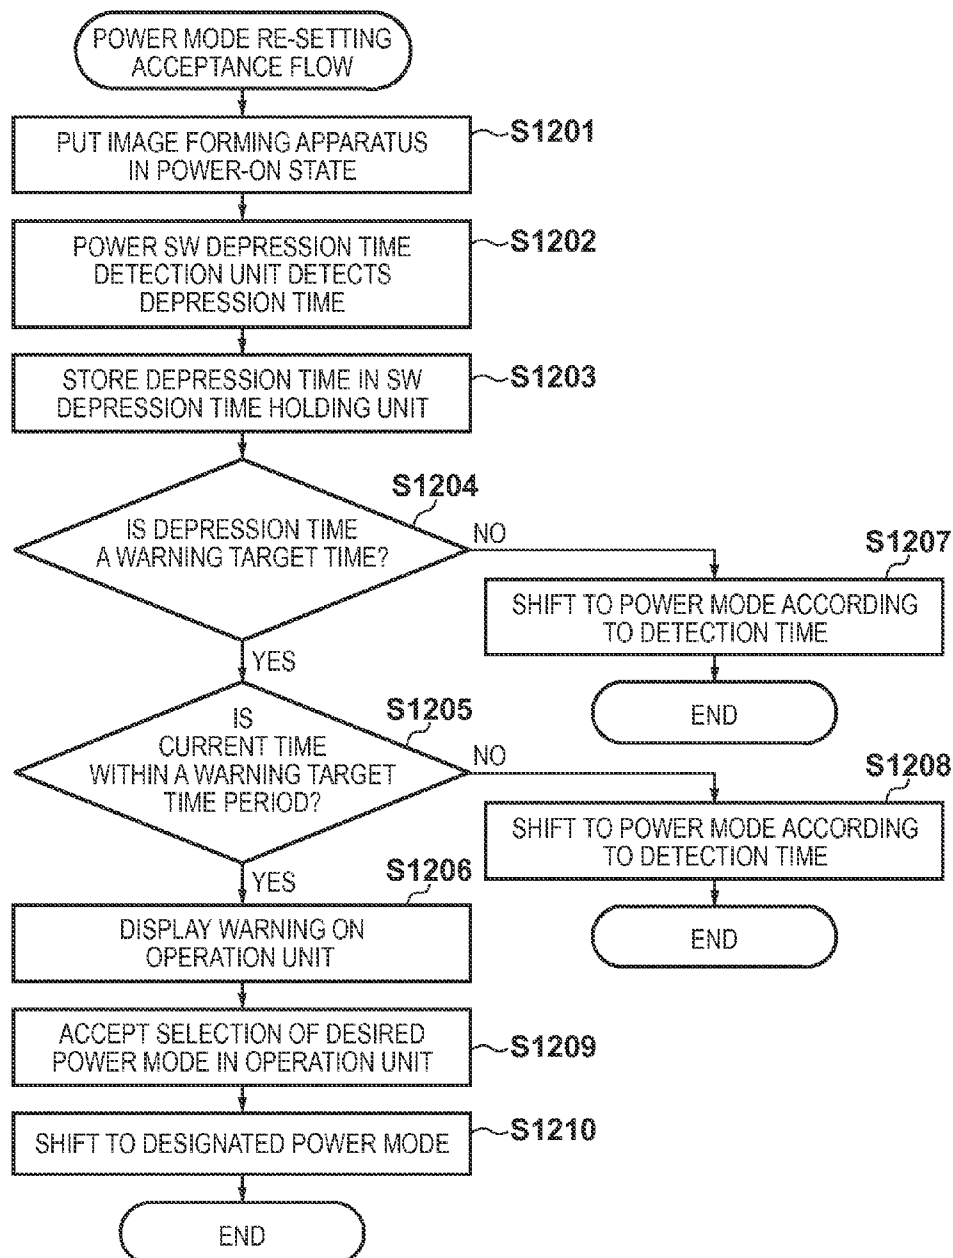 POWER MODE RE-SETTING
ACCEPTANCE FLOW
PUT IMAGE FORMING APPARATUS
IN POWER-ON STATE
S1201
POWER SW DEPRESSION TIME
DETECTION UNIT DETECTS
DEPRESSION TIME
S1202
STORE DEPRESSION TIME IN SW
DEPRESSION TIME HOLDING UNIT
S1203
S1204
IS DEPRESSION TIME
A WARNING TARGET TIME?
NO
YES
S1207
SHIFT TO POWER MODE ACCORDING
TO DETECTION TIME
END
S1205
IS
CURRENT TIME
WITHIN A WARNING TARGET
TIME PERIOD?
NO
YES
S1208
SHIFT TO POWER MODE ACCORDING
TO DETECTION TIME
END
S1206
DISPLAY WARNING ON
OPERATION UNIT
ACCEPT SELECTION OF DESIRED
POWER MODE IN OPERATION UNIT
S1209
SHIFT TO DESIGNATED POWER MODE
S1210
END